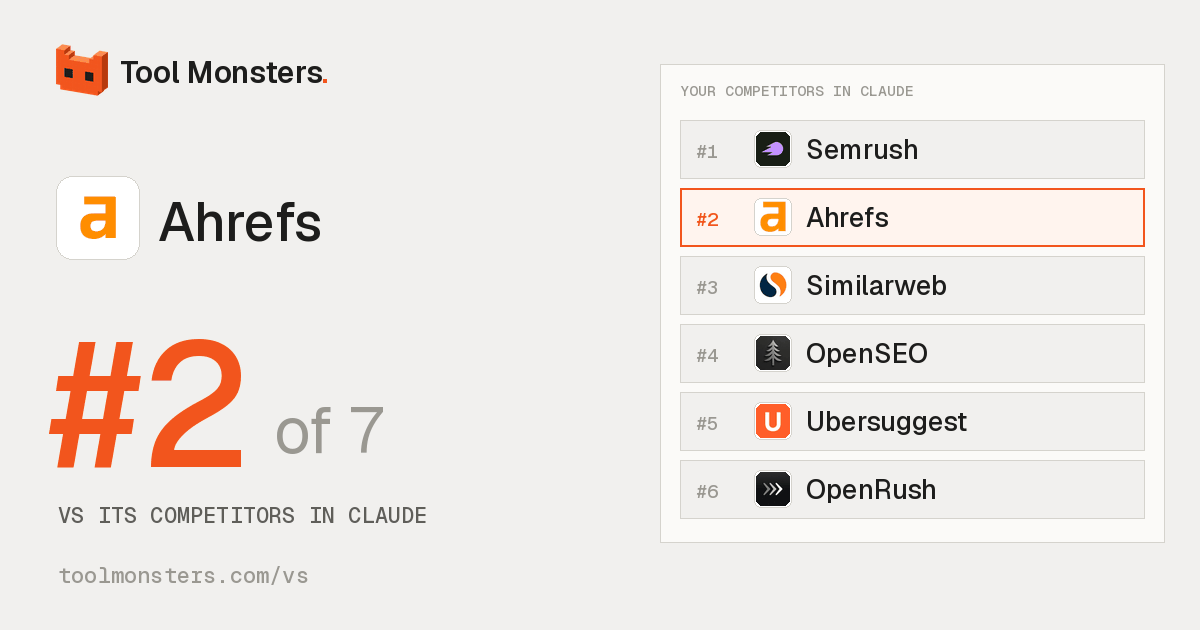 Tool Monsters.
Ahrefs
#2 of 7
VS ITS COMPETITORS IN CLAUDE
toolmonsters.com/vs
YOUR COMPETITORS IN CLAUDE
#1 Semrush
#2 a Ahrefs
#3 Similarweb
#4 OpenSEO
#5 U Ubersuggest
#6 OpenRush